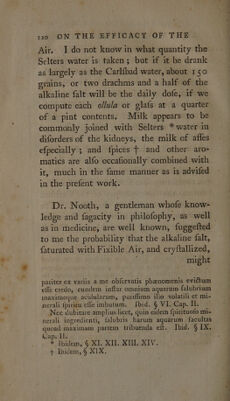 120 ON THE EFFICACY OF THE
Air. I do not know in what quantity the
Selters water is taken; but if it be drank
as largely as the Carlſbad water, about 150
grains, or two drachms and a half of the
alkaline ſalt will be the daily doſe, if we
compute each ollula or glaſs at a quarter
of a pint contents. Milk appears to be
commonly joined with Selters * water in
diſorders of the kidneys, the milk of aſſes
eſpecially; and ſpices † and other aro-
matics are alſo occaſionally combined with
it, much in the ſame manner as is adviſed
in the preſent work.
Dr. Nooth, a gentleman whoſe know-
ledge and ſagacity in philoſophy, as well
as in medicine, are well known, ſuggeſted
to me the probability that the alkaline ſalt,
ſaturated with Fixible Air, and cryſtallized,
might
pariter ex variis a me obſervatis phænomenis evictum
eſſe credo, eandem inſtar omnium aquarum ſalubrium
maximoque acidularum, puriſſimo illo volatili et mi-
nerali ſpiritu eſſe imbutam. Ibid. § VI. Cap. II.
Nec dubitare amplius licet, quin eidem ſpirituoſo mi-
nerali ingredienti, ſalubris harum aquarum facultas
quoad maximam partem tribuenda eſt. Ibid. § IX.
Cap. II.
* Ibidem, § XI. XII. XIII. XIV.
† Ibidem, § XIX.